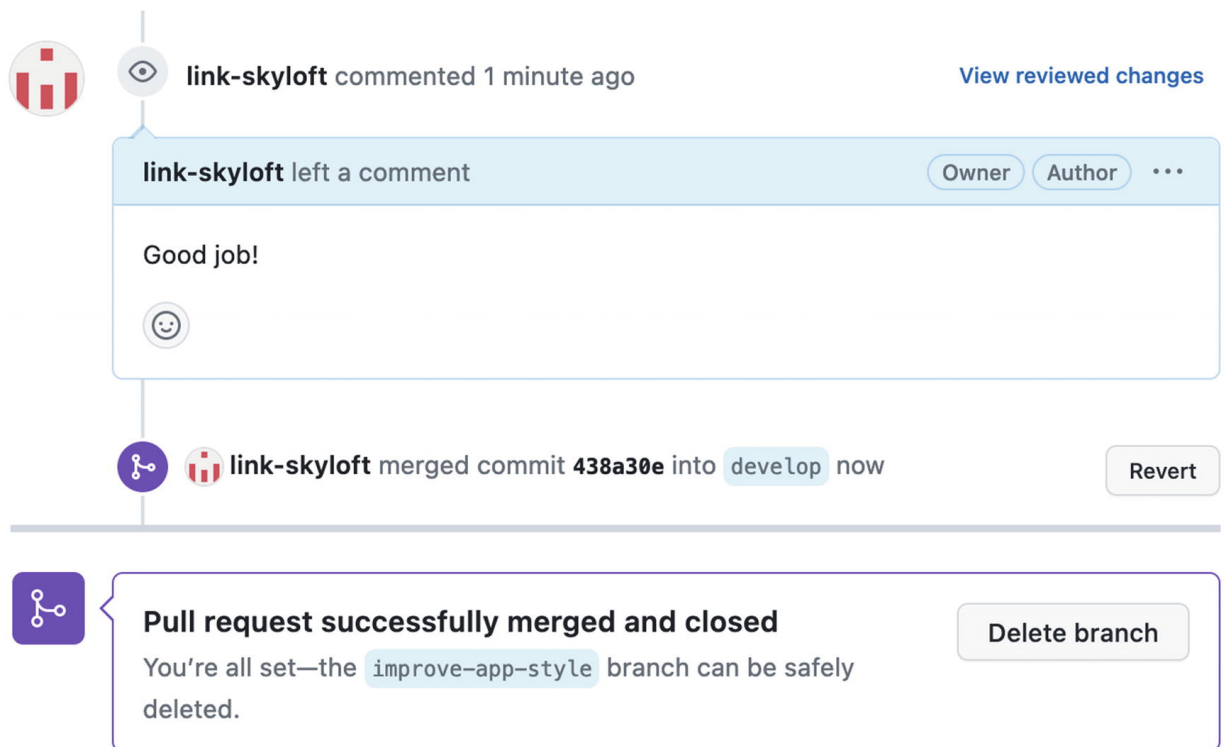 link-skyloft commented 1 minute ago View reviewed changes
link-skyloft left a comment Owner Author ...
Good job!
link-skyloft merged commit 438a30e into develop now Revert
Pull request successfully merged and closed Delete branch
You're all set—the improve-app-style branch can be safely
deleted.